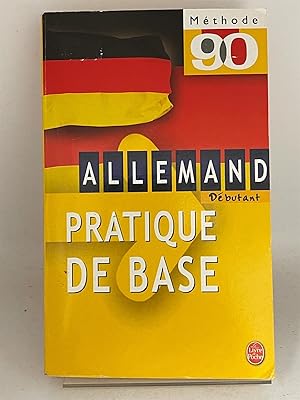 Méthode
90
ALLEMAND
Débutant
PRATIQUE
DE BASE
Le Livre
de Poche